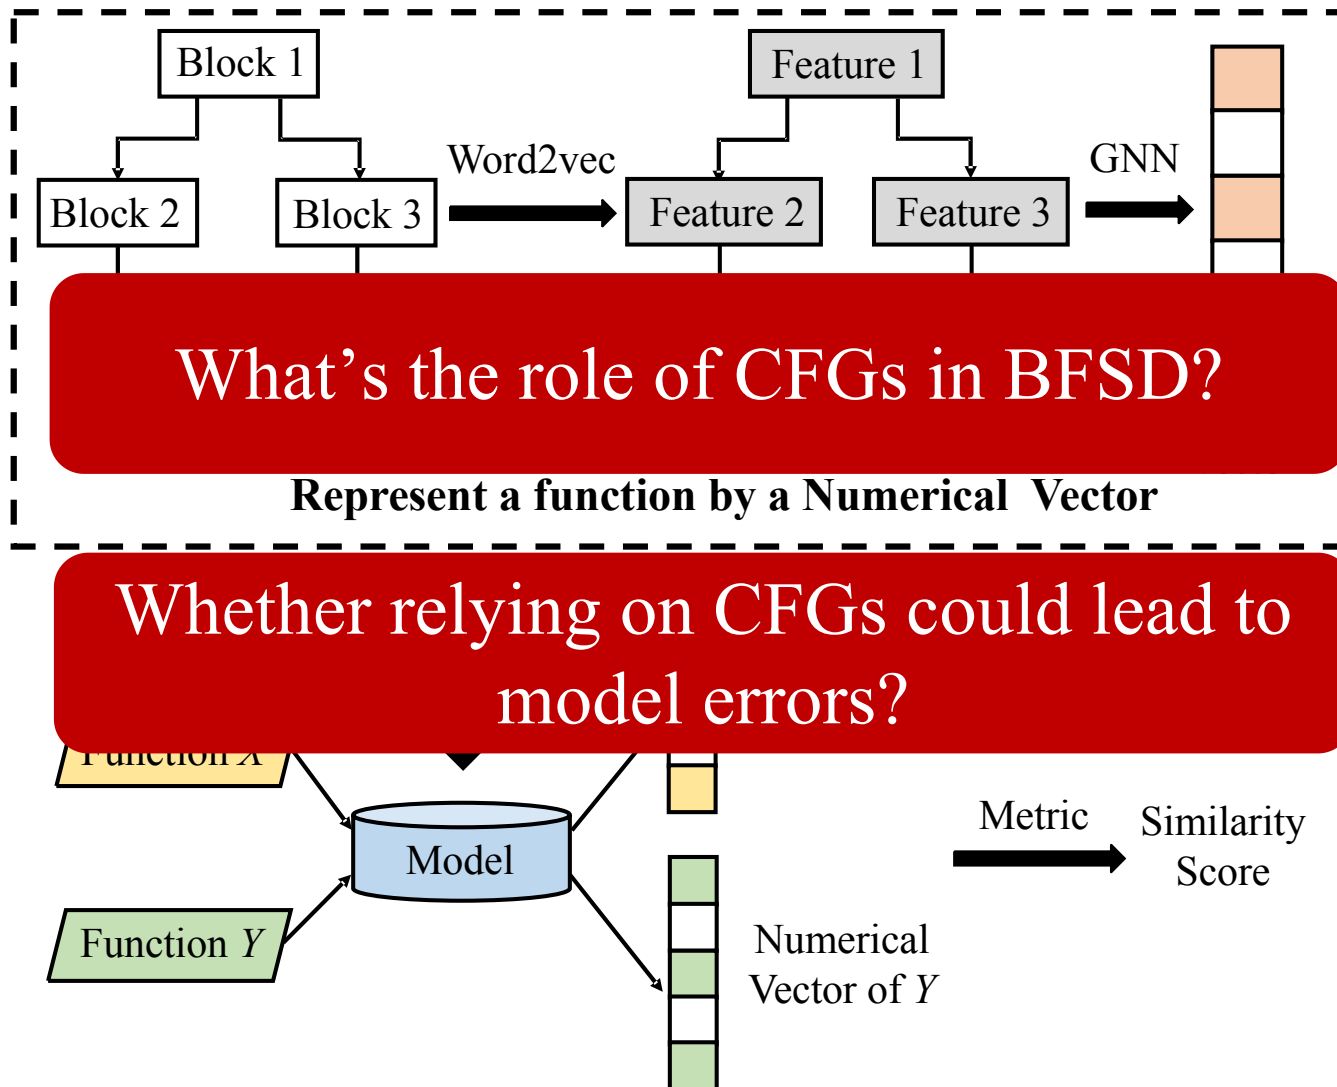 Block 1
Feature 1
Word2vec
GNN
Block 2
Block 3
Feature 2
Feature 3
What's the role of CFGs in BFSD?
Represent a function by a Numerical Vector
Whether relying on CFGs could lead to
model errors?
Function X
Model
Metric
Similarity
Score
Function Y
Numerical
Vector of Y